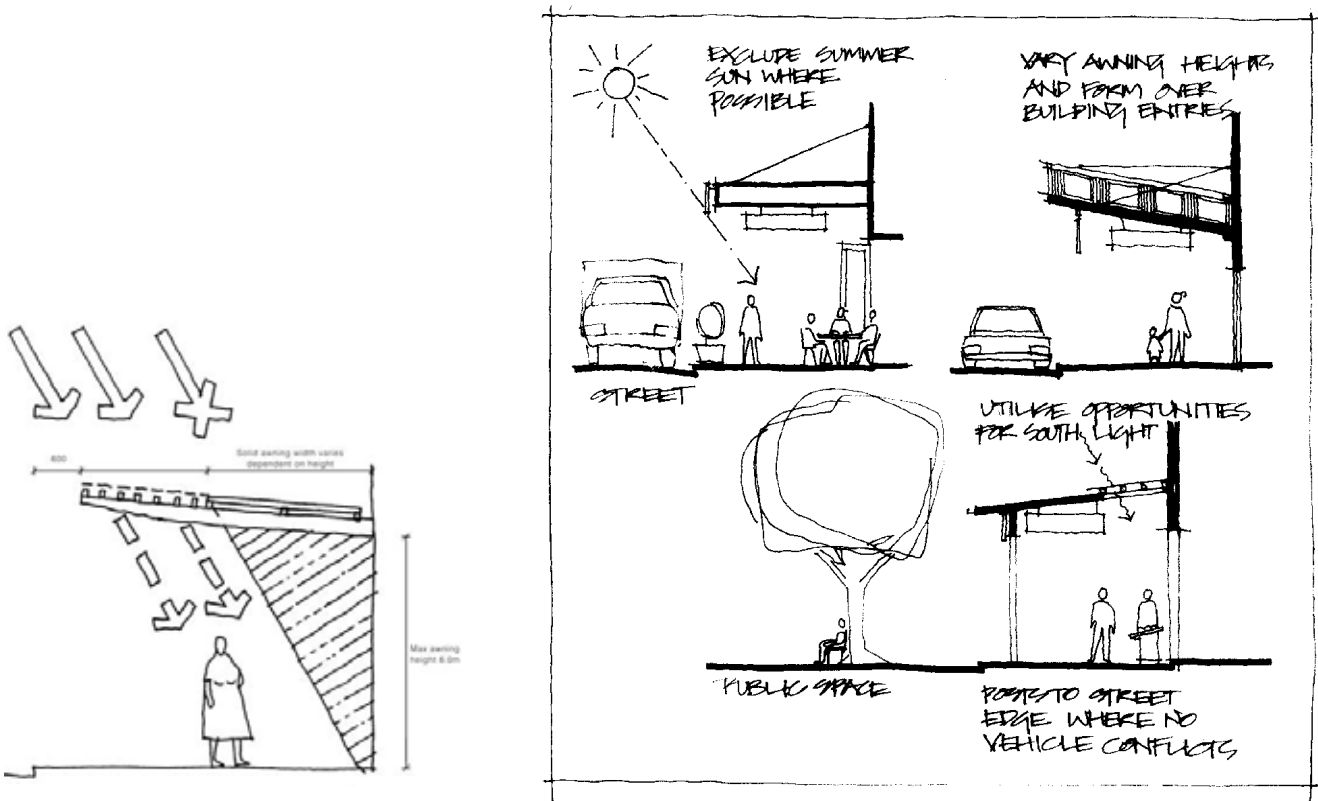 EXCLUDE SUMMER
SUN WHERE
POSSIBLE
VARY AWNING HEIGHTS
AND FORM OVER
BUILDING ENTRIES
STREET
600
Solid awning width varies
dependent on height
Max awning
height 6.0m
UTILISE OPPORTUNITIES
FOR SOUTH LIGHT
PUBLIC SPACE
POSTS TO STREET
EDGE WHERE NO
VEHICLE CONFLICTS